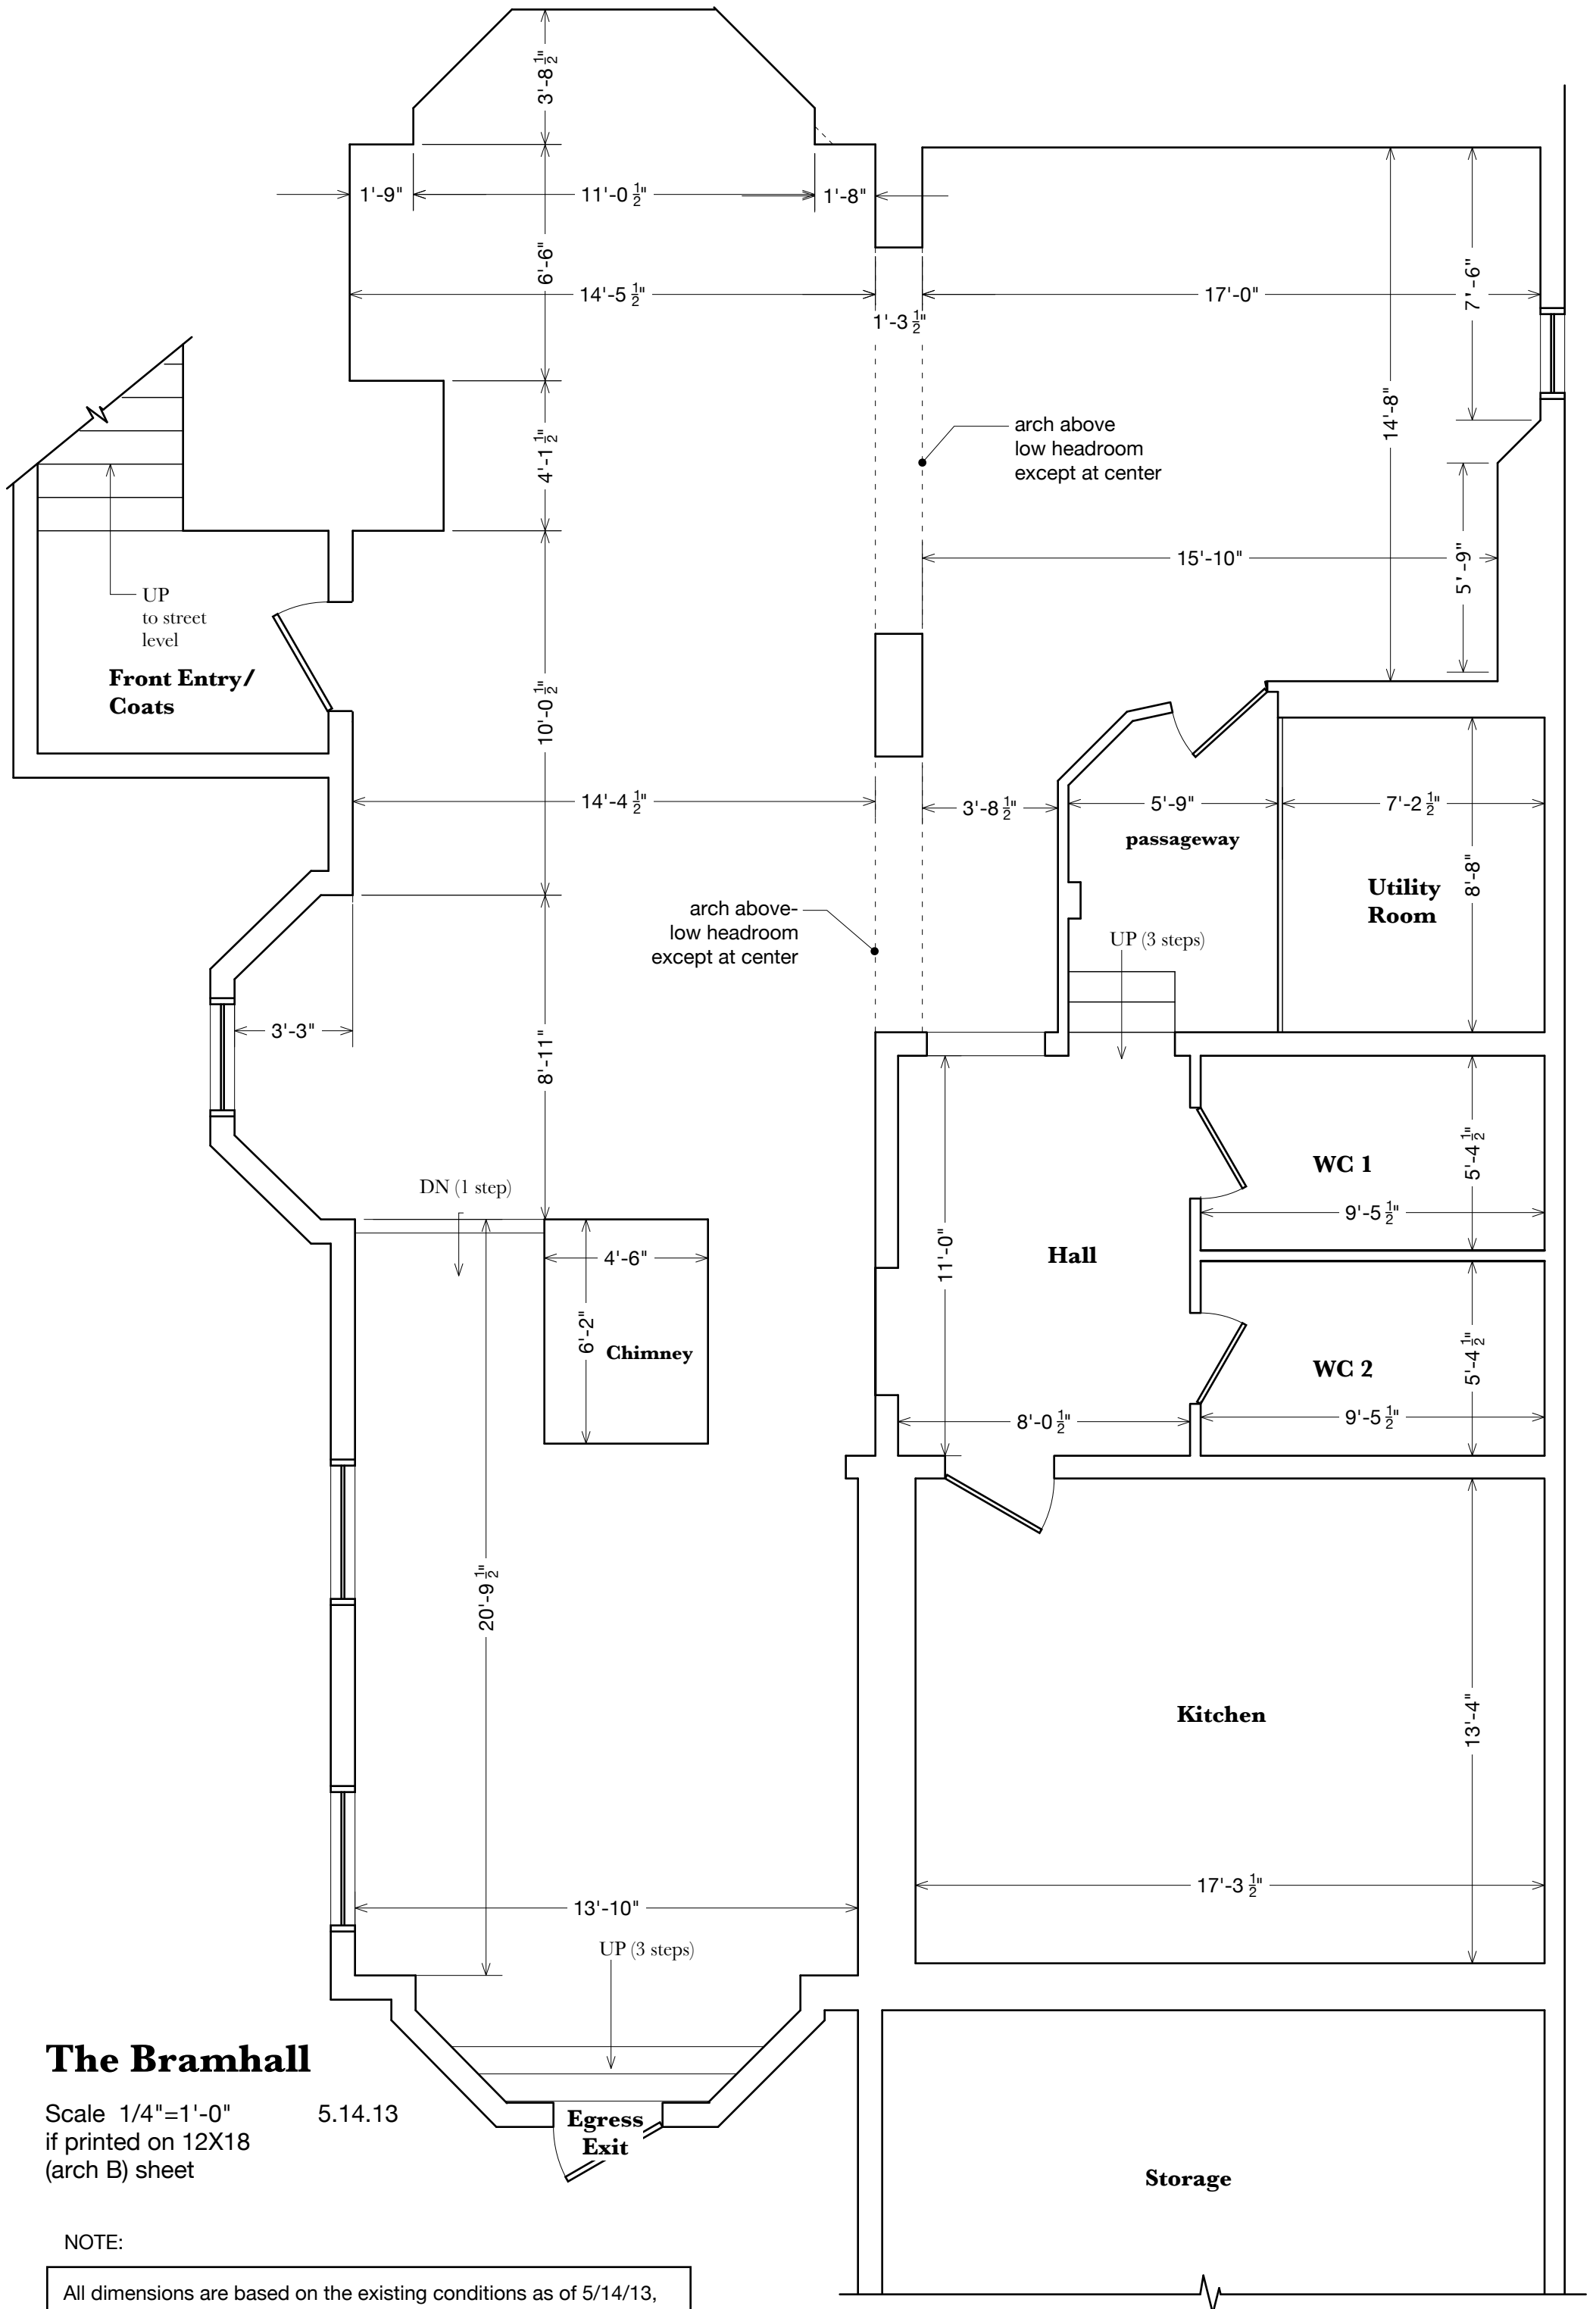 3'-8 1/2"
1'-9"
11'-0 1/2"
1'-8"
6'-6"
7'-6"
14'-5 1/2"
17'-0"
1'-3 1/2"
14'-8"
4'-1 1/2"
arch above
low headroom
except at center
15'-10"
5'-9"
UP
to street
level
Front Entry/
Coats
10'-0 1/2"
14'-4 1/2"
3'-8 1/2"
5'-9"
7'-2 1/2"
passageway
8'-8"
Utility
Room
arch above-
low headroom
except at center
UP (3 steps)
3'-3"
8'-11"
5'-4 1/2"
WC 1
DN (1 step)
9'-5 1/2"
11'-0"
Hall
4'-6"
6'-2"
Chimney
5'-4 1/2"
WC 2
8'-0 1/2"
9'-5 1/2"
20'-9 1/2"
Kitchen
13'-4"
17'-3 1/2"
13'-10"
UP (3 steps)
The Bramhall
Scale 1/4"=1'-0" 5.14.13
if printed on 12X18
(arch B) sheet
Egress
Exit
Storage
NOTE:
All dimensions are based on the existing conditions as of 5/14/13,